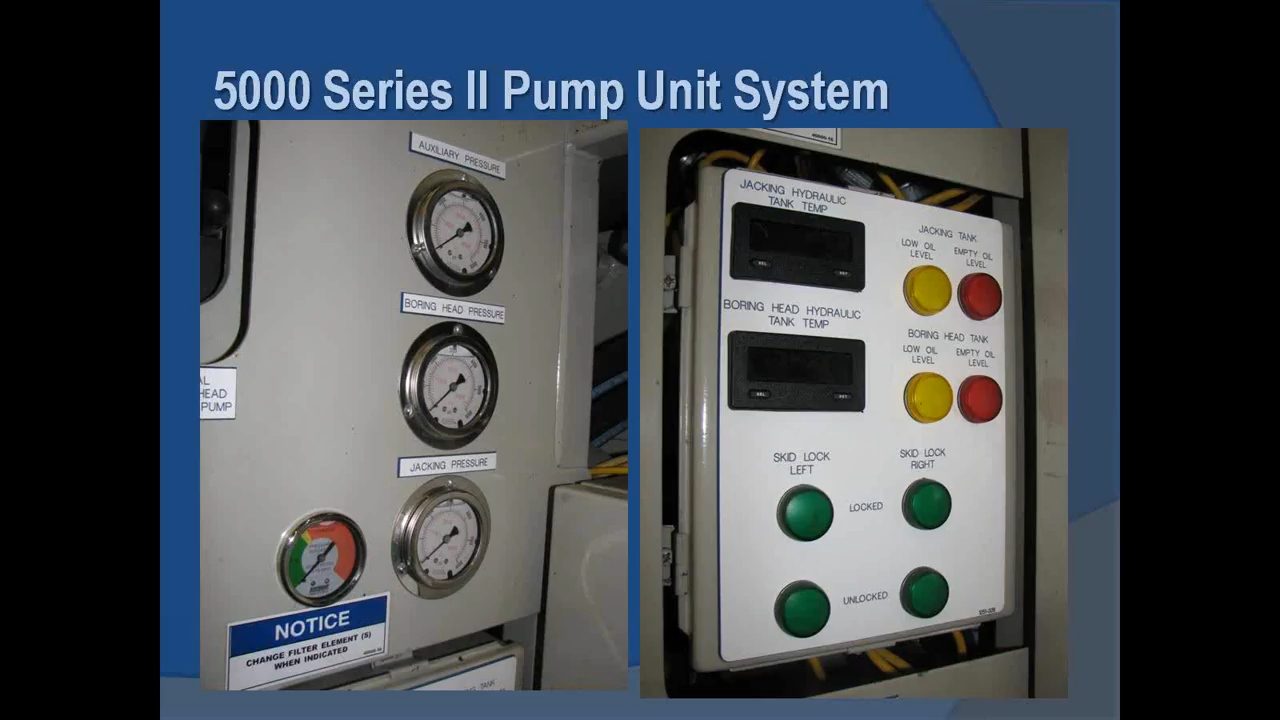 5000 Series II Pump Unit System
AUXILIARY PRESSURE
BORING HEAD PRESSURE
AL
HEAD
PUMP
JACKING PRESSURE
NOTICE
CHANGE FILTER ELEMENT (S)
WHEN INDICATED
TANK
JACKING HYDRAULIC
TANK TEMP
JACKING TANK
LOW OIL
LEVEL
EMPTY OIL
LEVEL
BORING HEAD HYDRAULIC
TANK TEMP
BORING HEAD TANK
LOW OIL
LEVEL
EMPTY OIL
LEVEL
SKID LOCK
LEFT
SKID LOCK
RIGHT
LOCKED
UNLOCKED